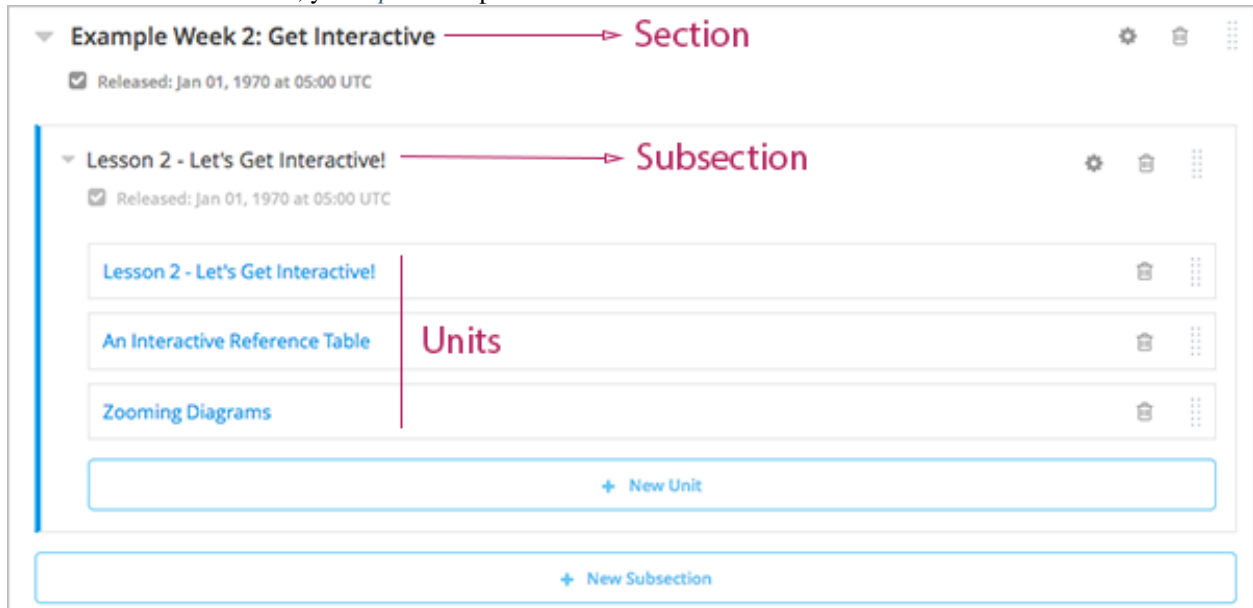 Example Week 2: Get Interactive Section
Released: Jan 01, 1970 at 05:00 UTC
Lesson 2 - Let's Get Interactive! Subsection
Released: Jan 01, 1970 at 05:00 UTC
Lesson 2 - Let's Get Interactive!
An Interactive Reference Table Units
Zooming Diagrams
+ New Unit
+ New Subsection